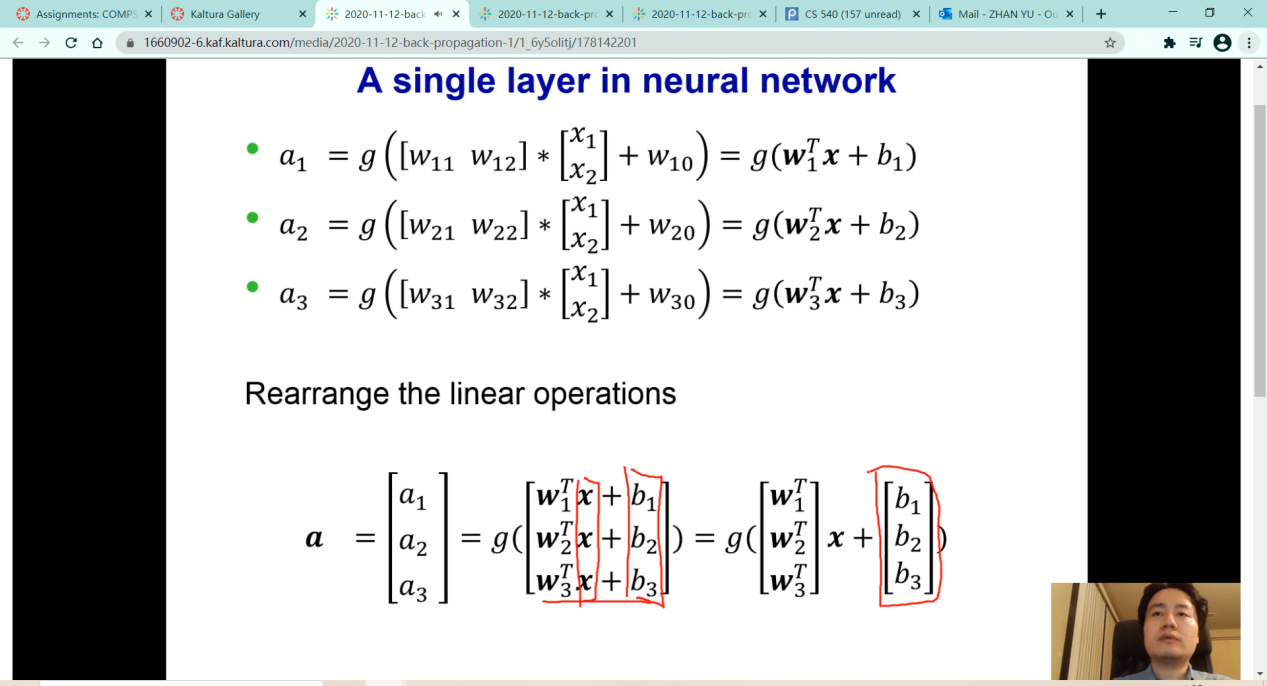 Assignments: COMPS
Kaltura Gallery
2020-11-12-back
2020-11-12-back-pro
2020-11-12-back-pro
CS 540 (157 unread)
Mail - ZHAN YU - Ou
1660902-6.kaf.kaltura.com/media/2020-11-12-back-propagation-1/1_6y5olitj/178142201
A single layer in neural network
• a₁ = g([w₁₁ w₁₂] * [x₁ x₂] + w₁₀) = g(w₁ᵀx + b₁)
• a₂ = g([w₂₁ w₂₂] * [x₁ x₂] + w₂₀) = g(w₂ᵀx + b₂)
• a₃ = g([w₃₁ w₃₂] * [x₁ x₂] + w₃₀) = g(w₃ᵀx + b₃)
Rearrange the linear operations
a = [a₁ a₂ a₃] = g([w₁ᵀx + b₁ w₂ᵀx + b₂ w₃ᵀx + b₃]) = g([w₁ᵀ w₂ᵀ w₃ᵀ] x + [b₁ b₂ b₃])